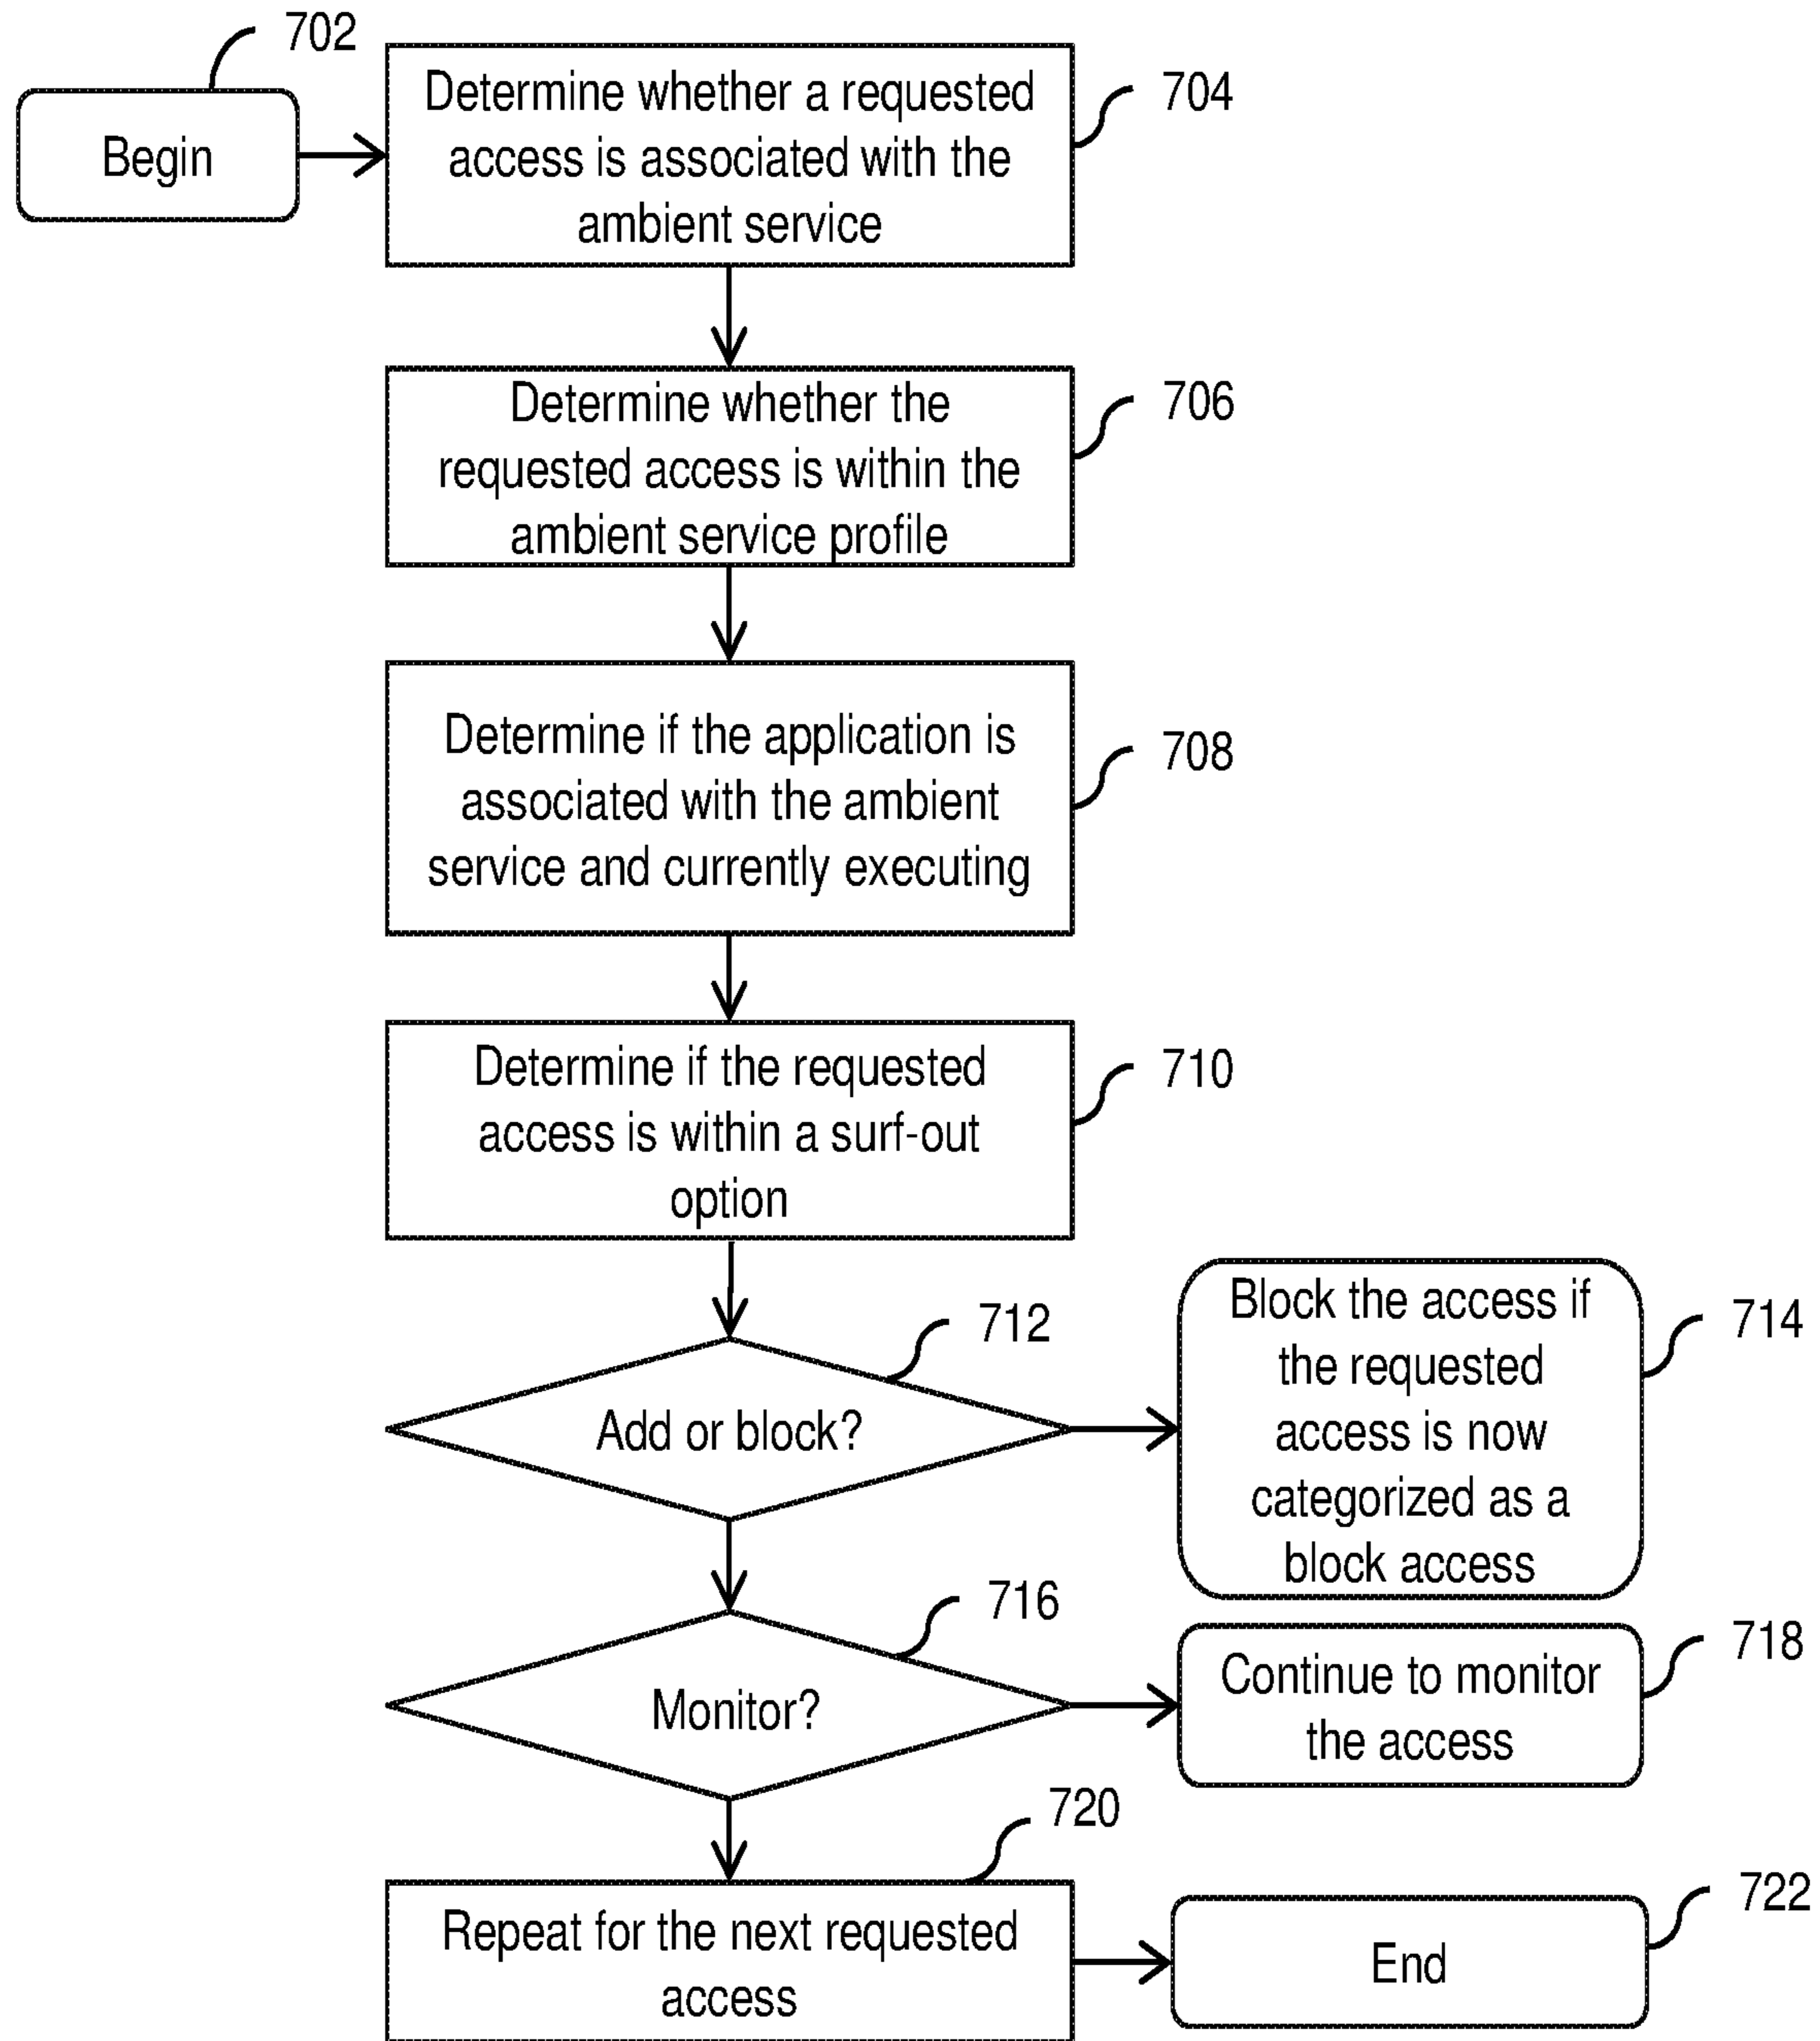 702
Begin
Determine whether a requested
access is associated with the
ambient service
704
Determine whether the
requested access is within the
ambient service profile
706
Determine if the application is
associated with the ambient
service and currently executing
708
Determine if the requested
access is within a surf-out
option
710
Add or block?
712
Block the access if
the requested
access is now
categorized as a
block access
714
Monitor?
716
Continue to monitor
the access
718
Repeat for the next requested
access
720
End
722